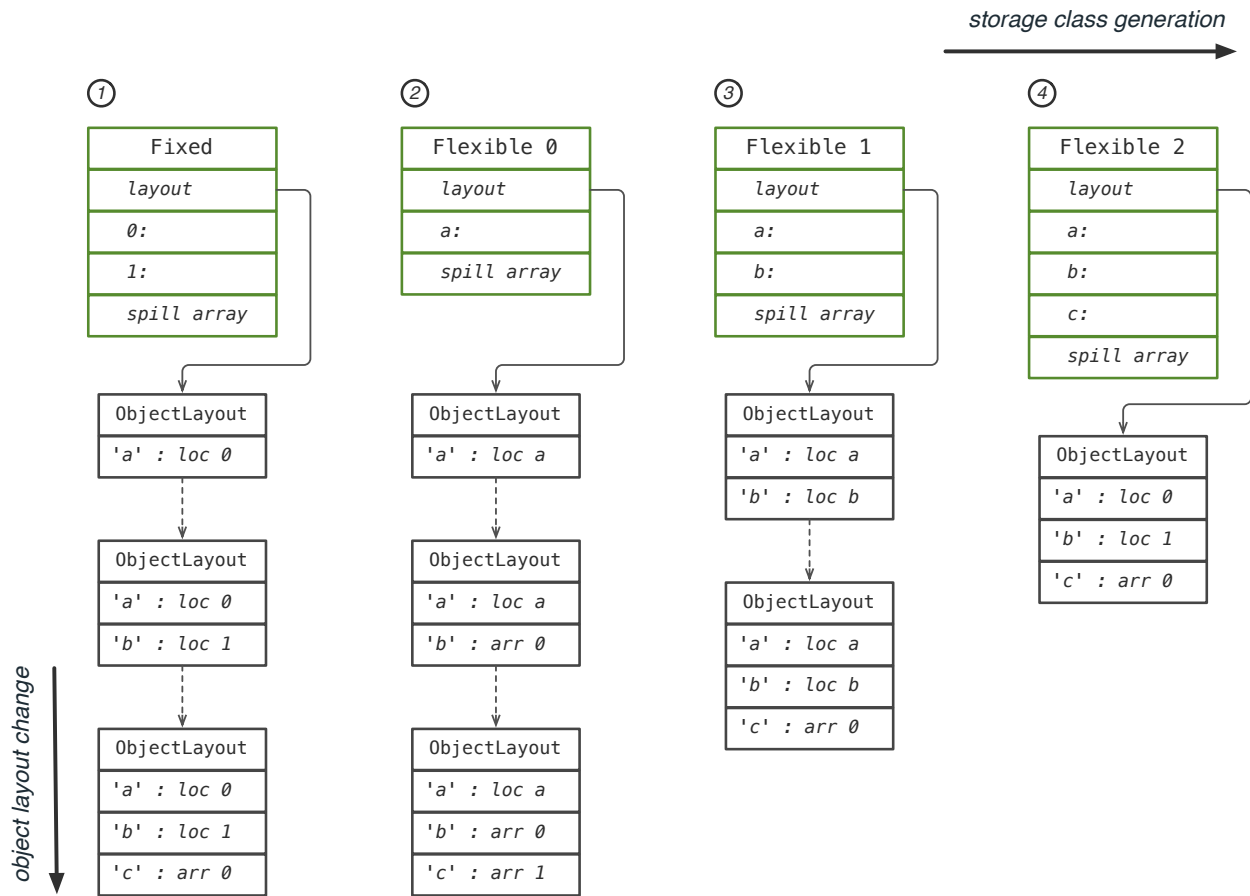 storage class generation
1
Fixed
layout
0:
1:
spill array
ObjectLayout
'a' : loc 0
ObjectLayout
'a' : loc 0
'b' : loc 1
ObjectLayout
'a' : loc 0
'b' : loc 1
'c' : arr 0
2
Flexible 0
layout
a:
spill array
ObjectLayout
'a' : loc a
ObjectLayout
'a' : loc a
'b' : arr 0
ObjectLayout
'a' : loc a
'b' : arr 0
'c' : arr 1
3
Flexible 1
layout
a:
b:
spill array
ObjectLayout
'a' : loc a
'b' : loc b
ObjectLayout
'a' : loc a
'b' : loc b
'c' : arr 0
4
Flexible 2
layout
a:
b:
c:
spill array
ObjectLayout
'a' : loc 0
'b' : loc 1
'c' : arr 0
object layout change